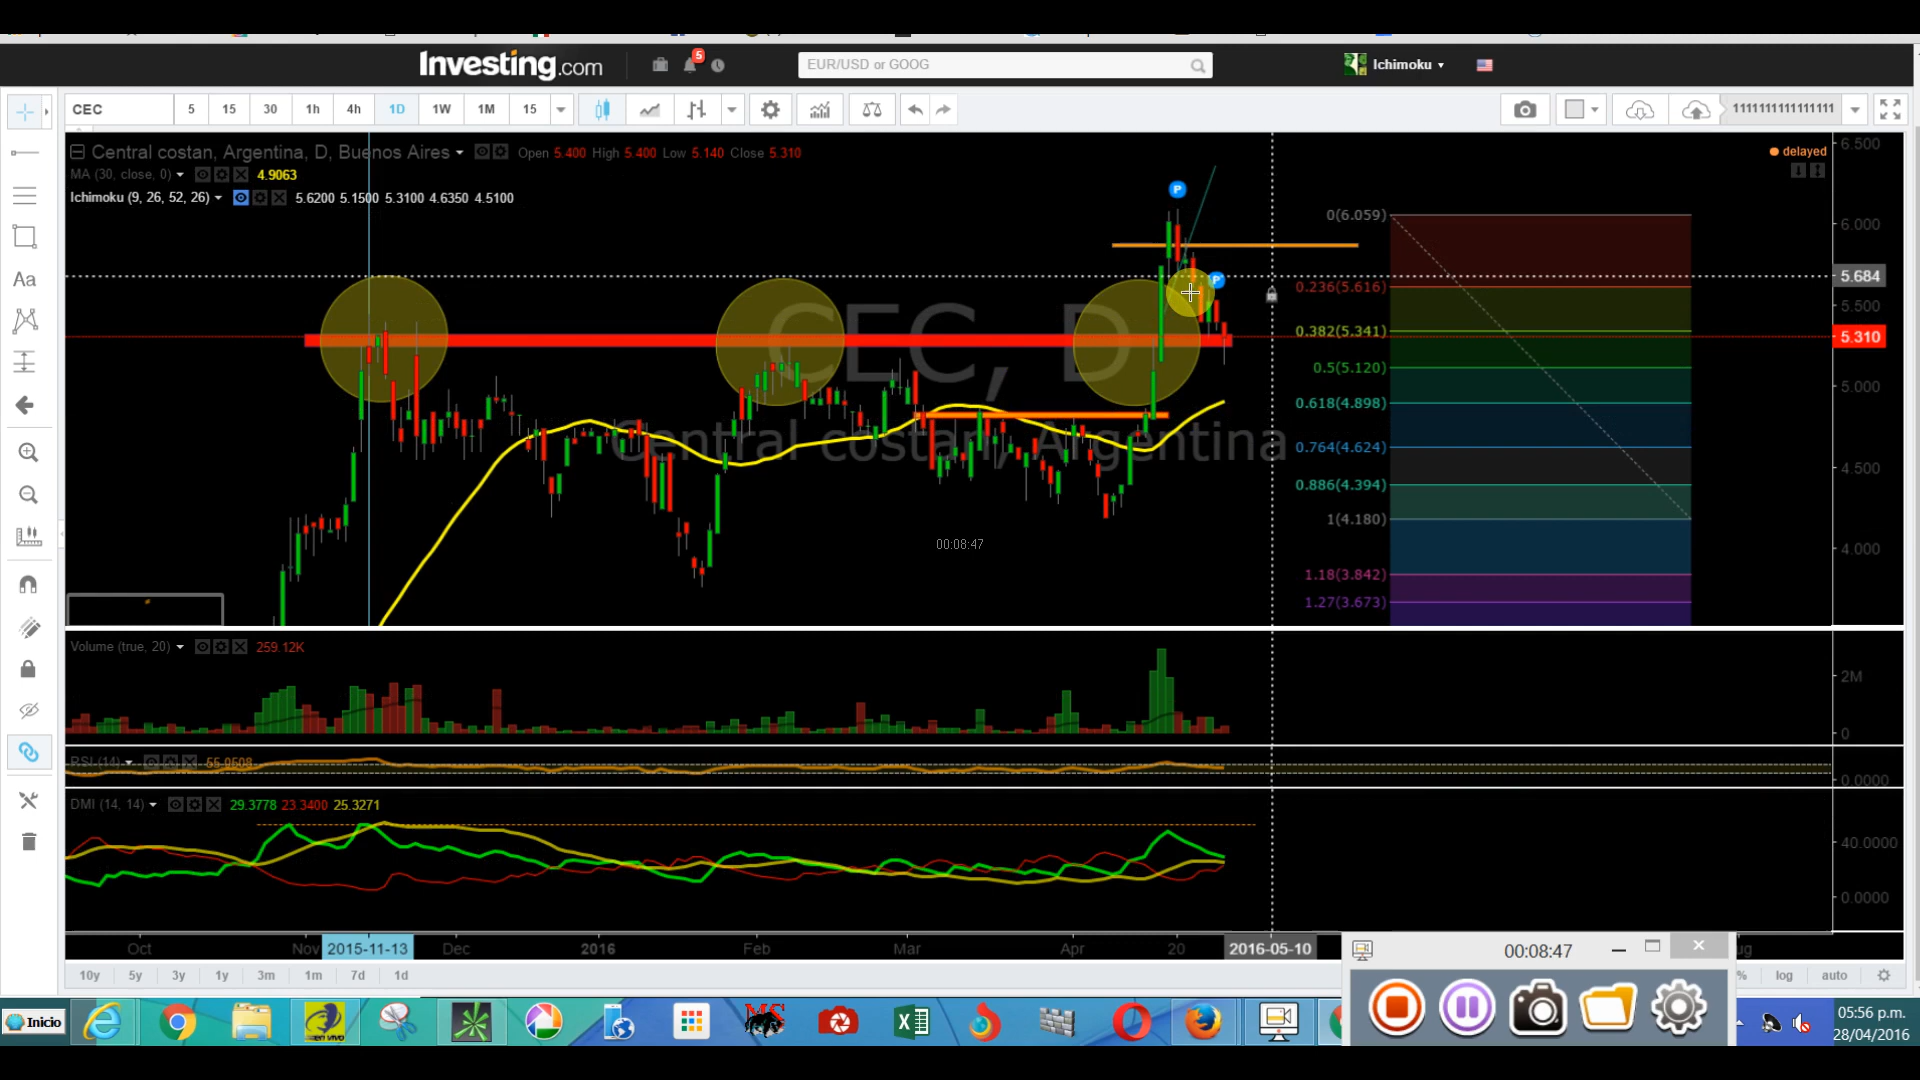 Investing.com 5 EUR/USD or GOOG Ichimoku
CEC 5 15 30 1h 4h 1D 1W 1M 15 1111111111111111
Central costan, Argentina, D, Buenos Aires Open 5.400 High 5.400 Low 5.140 Close 5.310 delayed 6.500
MA (30, close, 0) 4.9063
Ichimoku (9, 26, 52, 26) 5.6200 5.1500 5.3100 4.6350 4.5100
Aa
P
0(6.059) 6.000
P 5.684
0.236(5.616) 5.500
0.382(5.341) 5.310
CEC, D
0.5(5.120) 5.000
0.618(4.898)
Central costan, Argentina
0.764(4.624) 4.500
0.886(4.394)
1(4.180)
00:08:47 4.000
1.18(3.842)
1.27(3.673)
Volume (true, 20) 259.12K
2M
0
RSI (14) 55.0608
0.0000
DMI (14, 14) 29.3778 23.3400 25.3271
40.0000
0.0000
Oct Nov 2015-11-13 Dec 2016 Feb Mar Apr 20 2016-05-10
00:08:47
10y 5y 3y 1y 3m 1m 7d 1d % log auto
Inicio EN VIVO MS
05:56 p.m.
28/04/2016